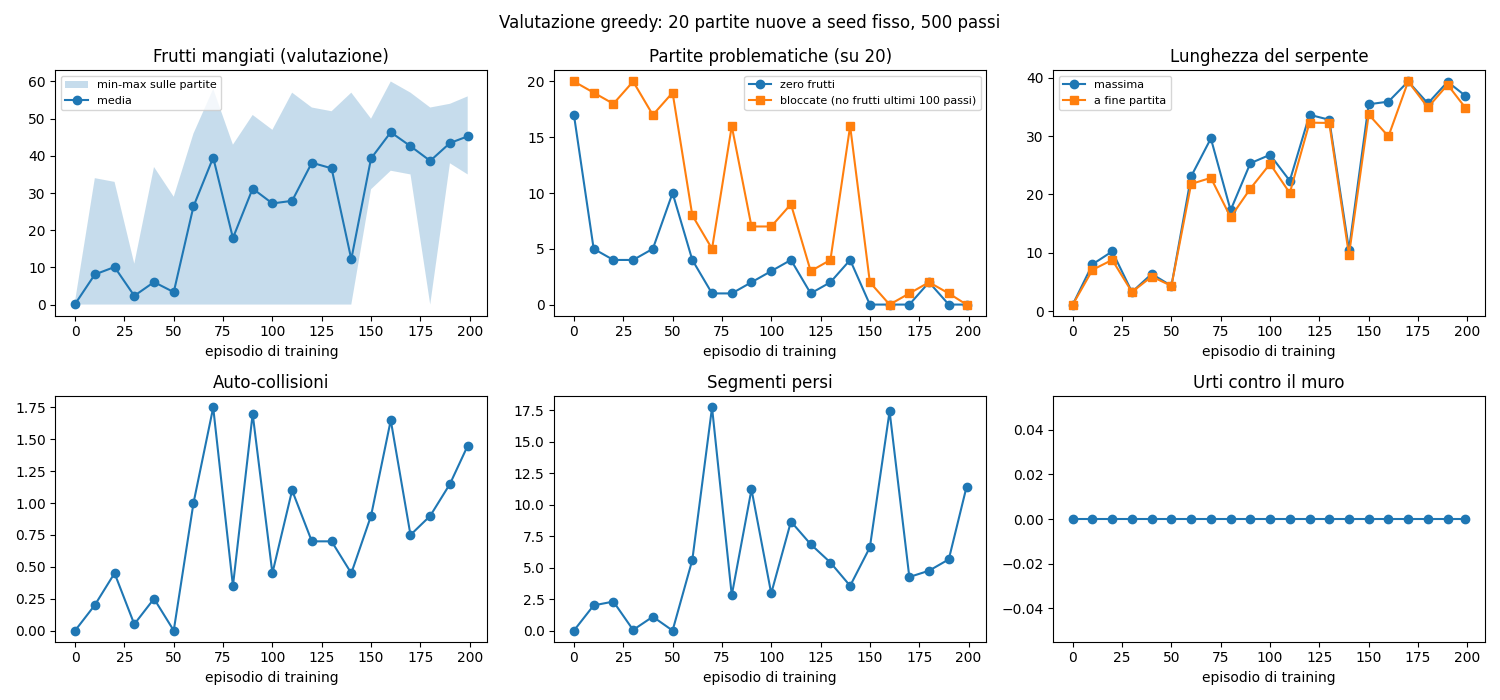 Valutazione greedy: 20 partite nuove a seed fisso, 500 passi
Frutti mangiati (valutazione)
min-max sulle partite
media
60
50
40
30
20
10
0
0 25 50 75 100 125 150 175 200
episodio di training
Partite problematiche (su 20)
zero frutti
bloccate (no frutti ultimi 100 passi)
20
15
10
5
0
0 25 50 75 100 125 150 175 200
episodio di training
Lunghezza del serpente
massima
a fine partita
40
30
20
10
0
0 25 50 75 100 125 150 175 200
episodio di training
Auto-collisioni
1.75
1.50
1.25
1.00
0.75
0.50
0.25
0.00
0 25 50 75 100 125 150 175 200
episodio di training
Segmenti persi
17.5
15.0
12.5
10.0
7.5
5.0
2.5
0.0
0 25 50 75 100 125 150 175 200
episodio di training
Urti contro il muro
0.04
0.02
0.00
−0.02
−0.04
0 25 50 75 100 125 150 175 200
episodio di training